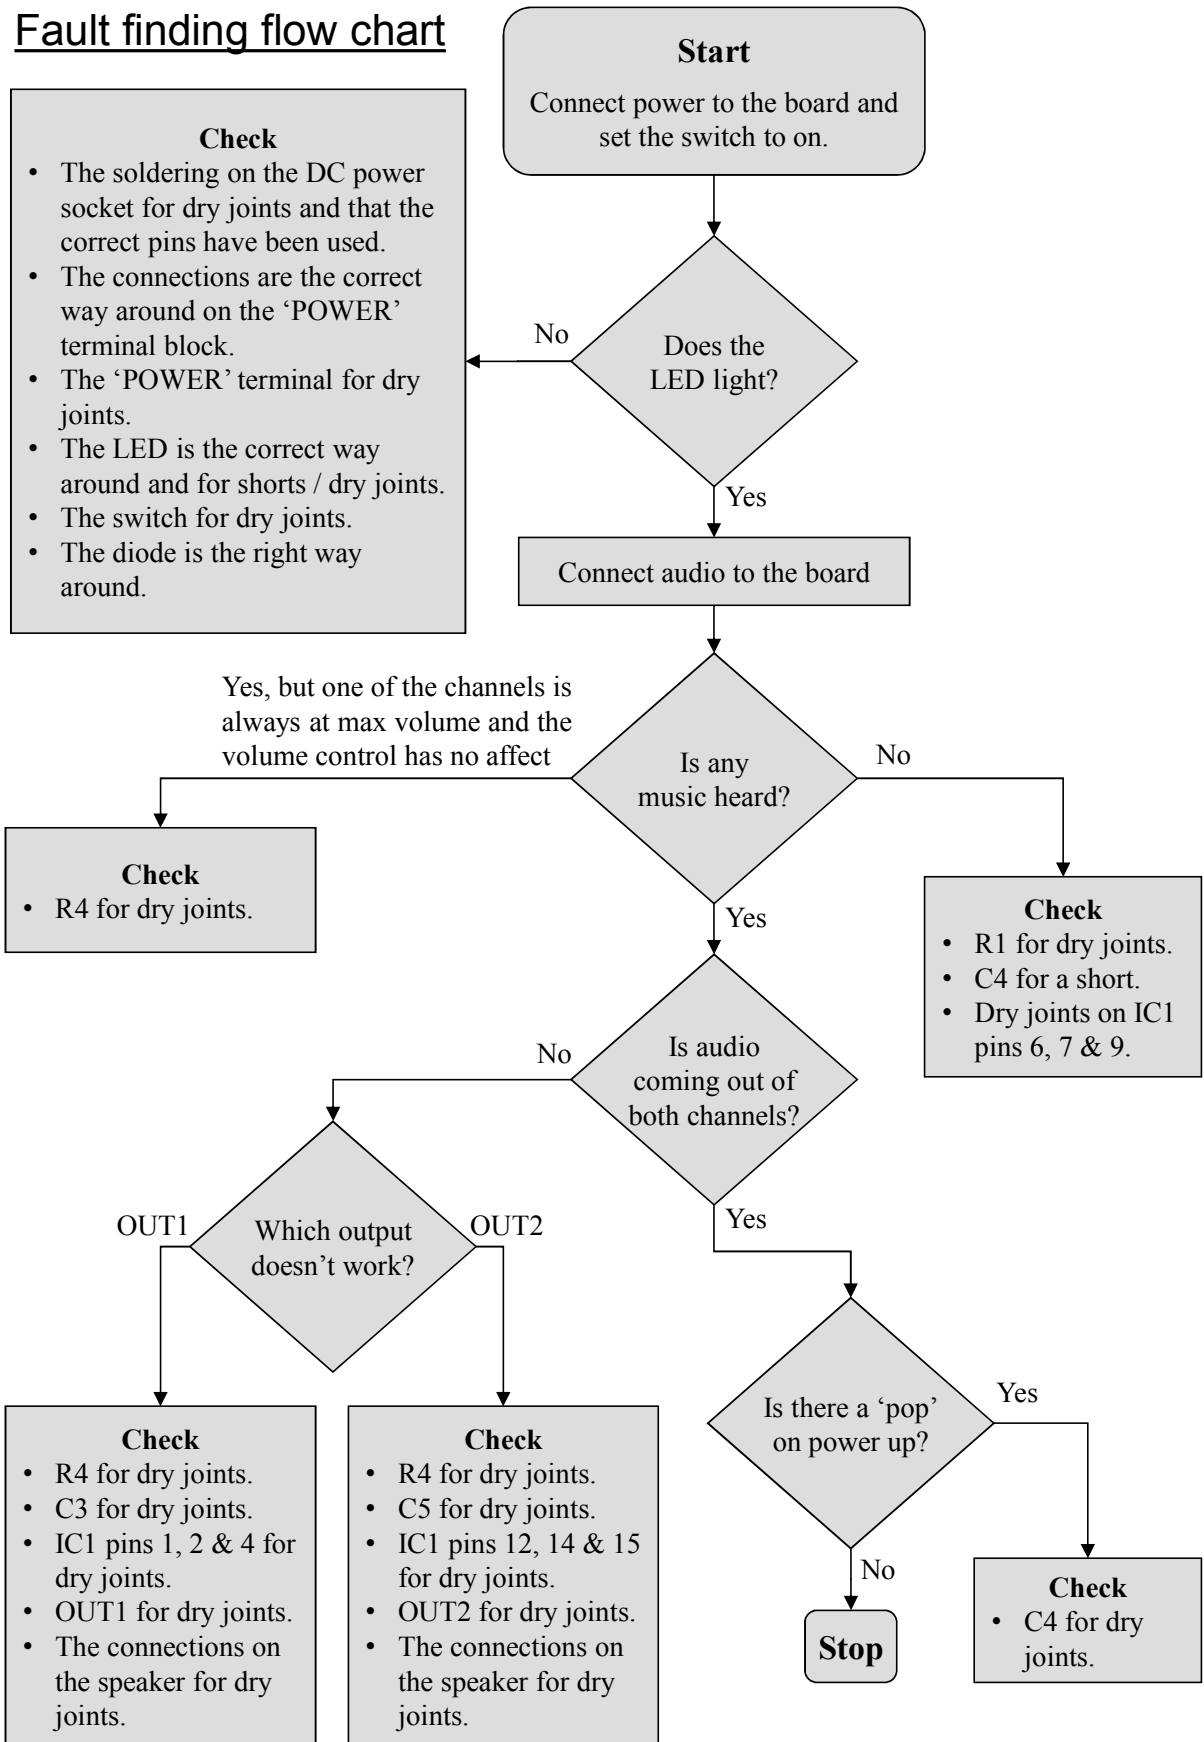 Fault finding flow chart
Start
Connect power to the board and
set the switch to on.
Check
• The soldering on the DC power
socket for dry joints and that the
correct pins have been used.
• The connections are the correct
way around on the ‘POWER’
terminal block.
• The ‘POWER’ terminal for dry
joints.
• The LED is the correct way
around and for shorts / dry joints.
• The switch for dry joints.
• The diode is the right way
around.
No
Does the
LED light?
Yes
Connect audio to the board
Yes, but one of the channels is
always at max volume and the
volume control has no affect
Is any
music heard?
No
Check
• R4 for dry joints.
Yes
Check
• R1 for dry joints.
• C4 for a short.
• Dry joints on IC1
pins 6, 7 & 9.
No
Is audio
coming out of
both channels?
Yes
OUT1
Which output
doesn’t work?
OUT2
Is there a ‘pop’
on power up?
Yes
No
Check
• R4 for dry joints.
• C3 for dry joints.
• IC1 pins 1, 2 & 4 for
dry joints.
• OUT1 for dry joints.
• The connections on
the speaker for dry
joints.
Check
• R4 for dry joints.
• C5 for dry joints.
• IC1 pins 12, 14 & 15
for dry joints.
• OUT2 for dry joints.
• The connections on
the speaker for dry
joints.
Stop
Check
• C4 for dry
joints.